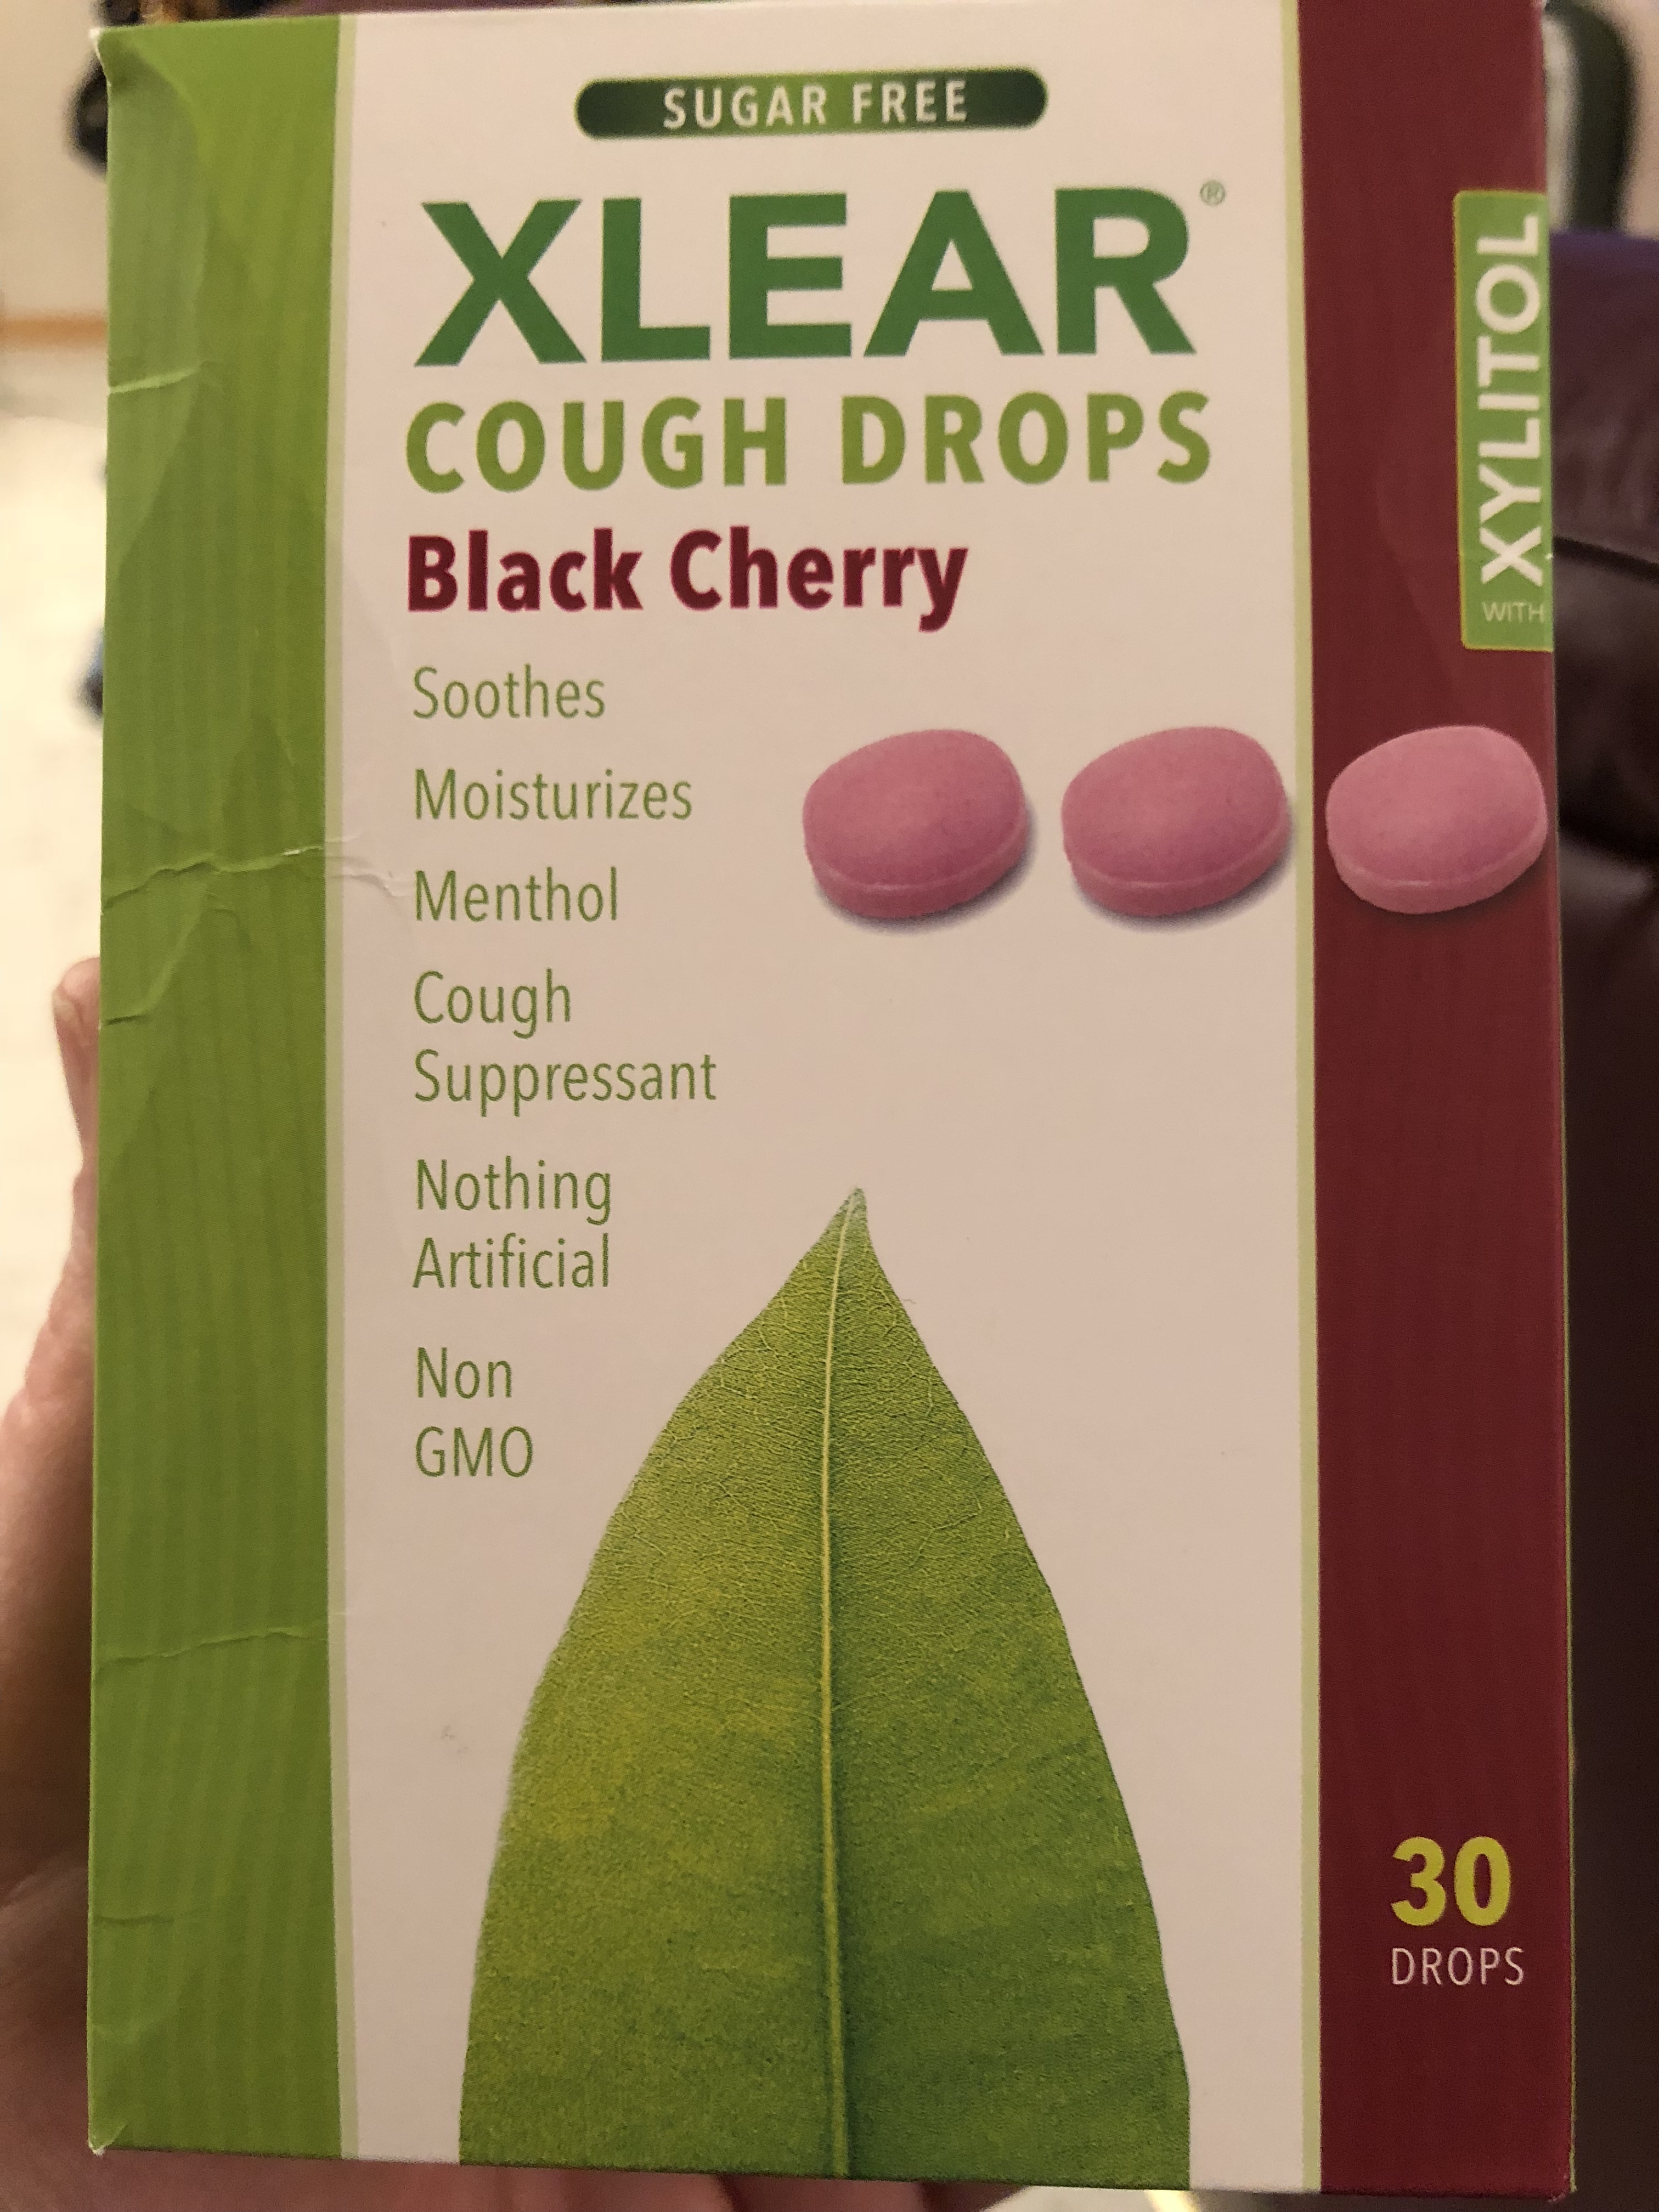 SUGAR FREE
XLEAR®
COUGH DROPS
Black Cherry
Soothes
Moisturizes
Menthol
Cough
Suppressant
Nothing
Artificial
Non
GMO
WITH XYLITOL
30
DROPS